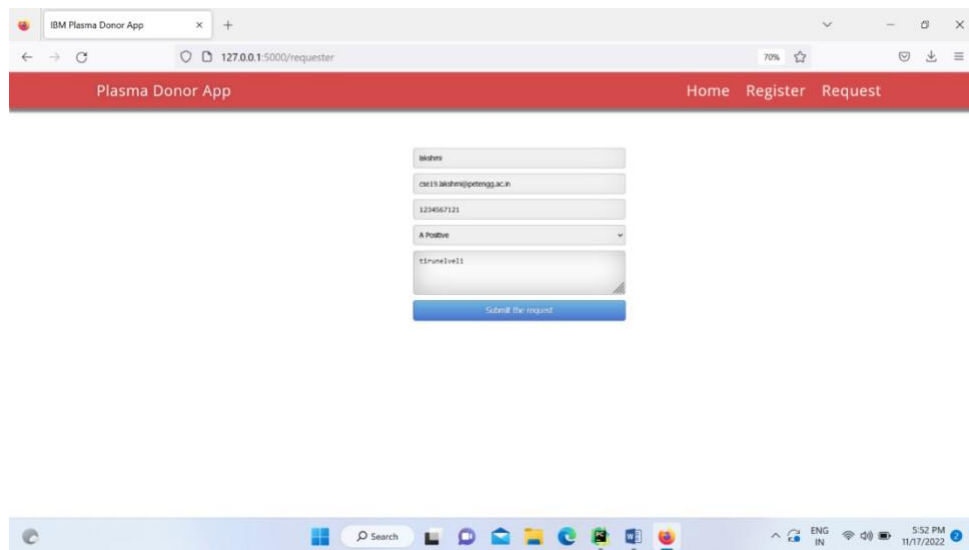 IBM Plasma Donor App
127.0.0.1:5000/requester
70%
Plasma Donor App
Home Register Request
lakshmi
cse19.lakshmi@petengg.ac.in
1234567121
A Positive
tirunelveli
Submit the request
Search
ENG
IN
5:52 PM
11/17/2022
2